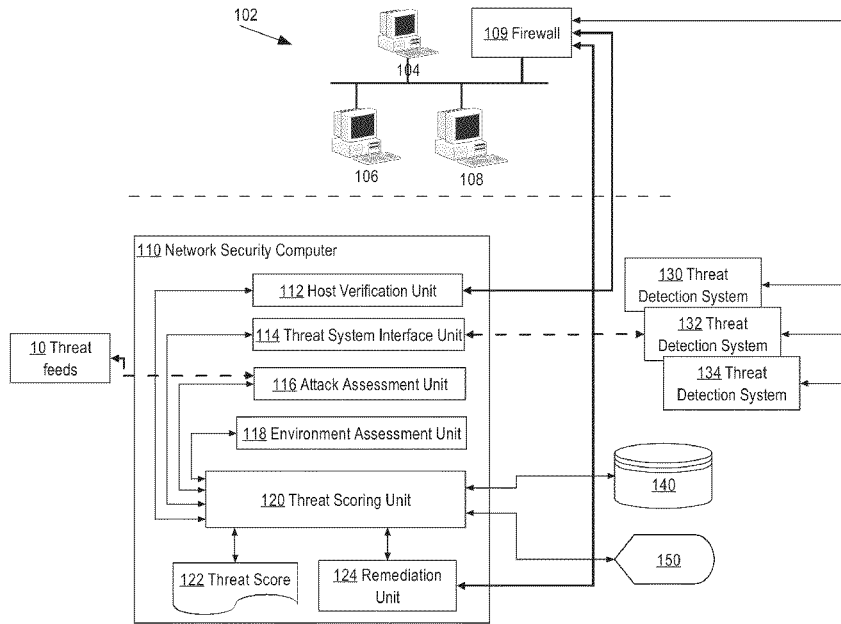 102
109 Firewall
104
106
108
110 Network Security Computer
112 Host Verification Unit
130 Threat
Detection System
114 Threat System Interface Unit
132 Threat
Detection System
10 Threat
feeds
116 Attack Assessment Unit
134 Threat
Detection System
118 Environment Assessment Unit
120 Threat Scoring Unit
140
122 Threat Score
124 Remediation
Unit
150